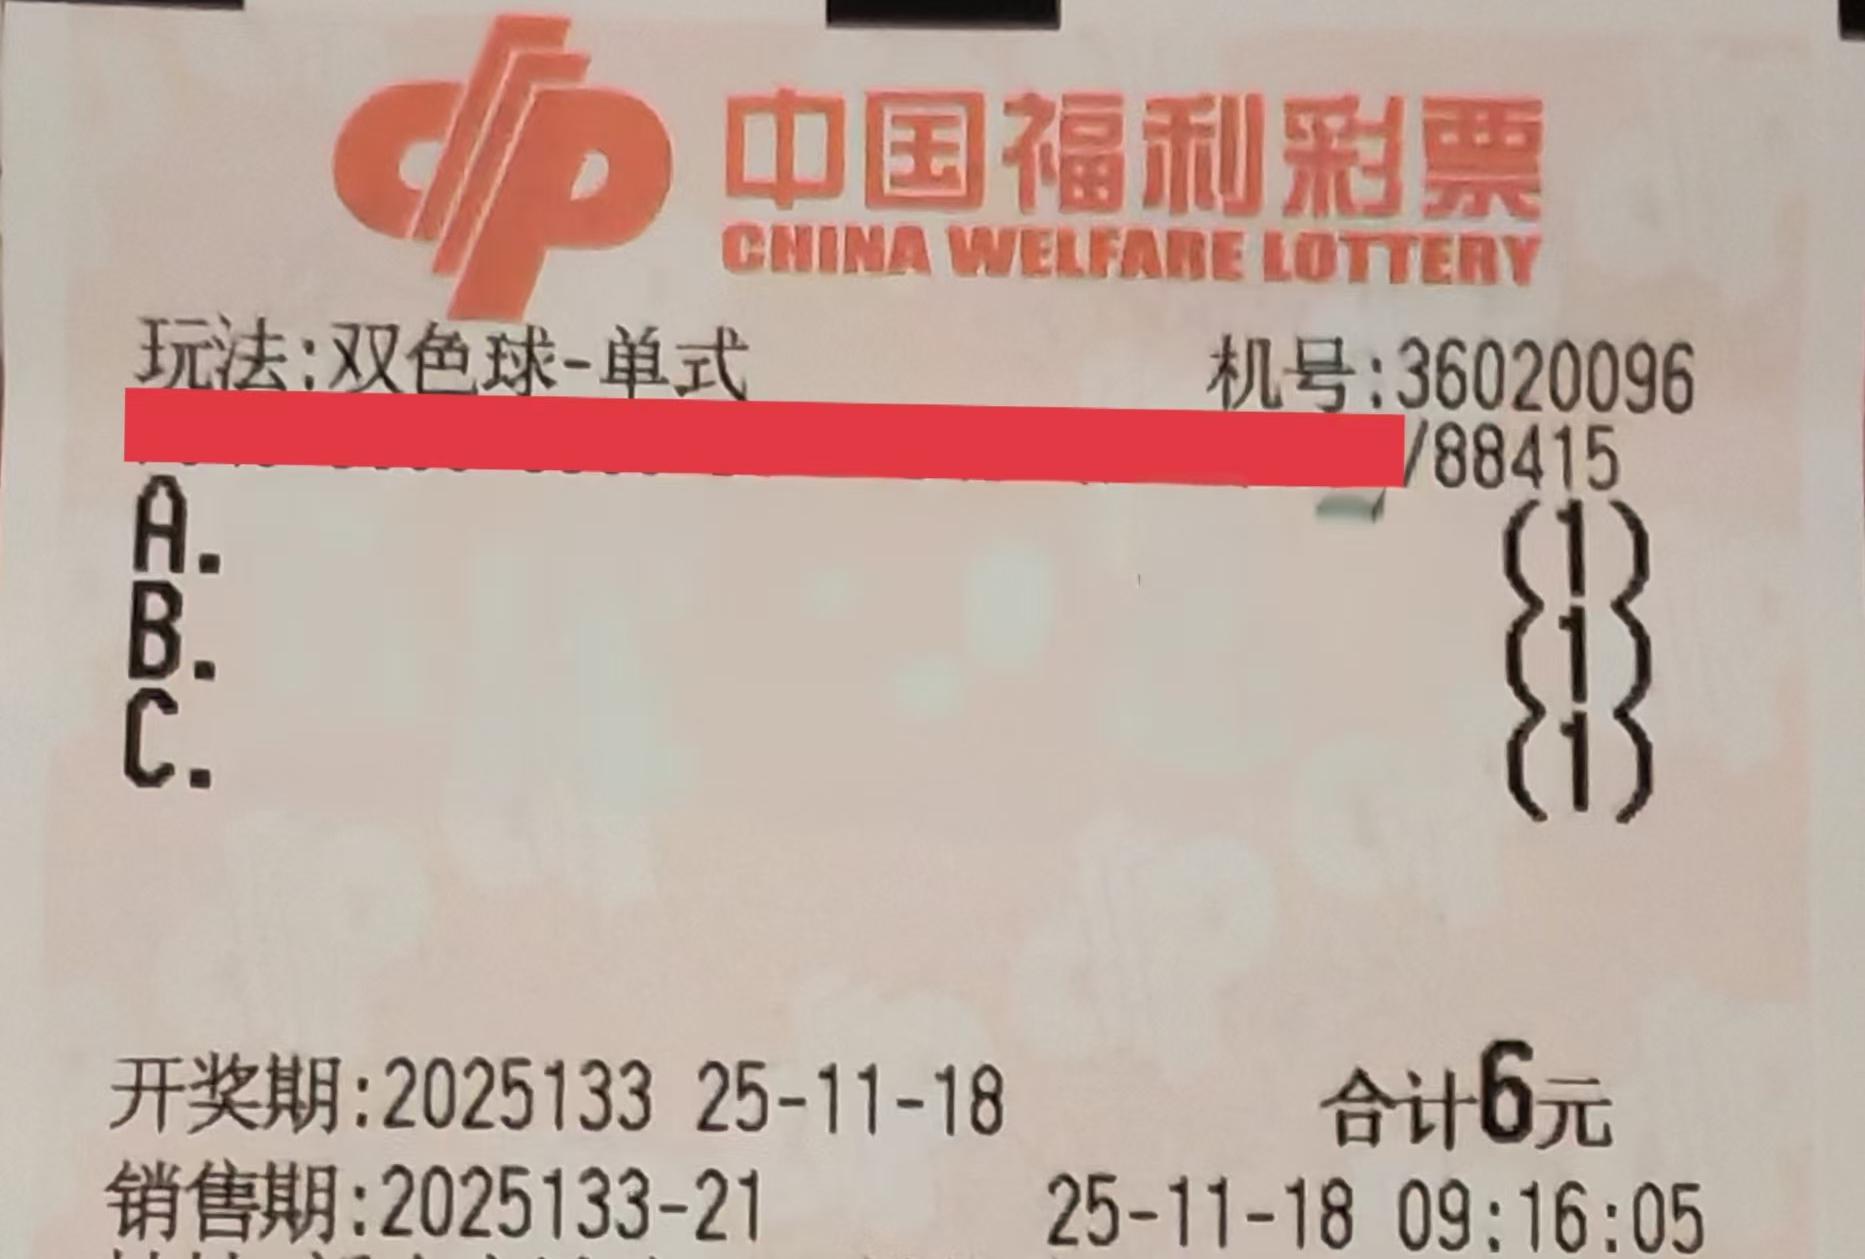 中国福利彩票
CHINA WELFARE LOTTERY
玩法:双色球-单式 机号:36020096
/88415
A. (1)
B. (1)
C. (1)
开奖期:2025133 25-11-18 合计6元
销售期:2025133-21 25-11-18 09:16:05